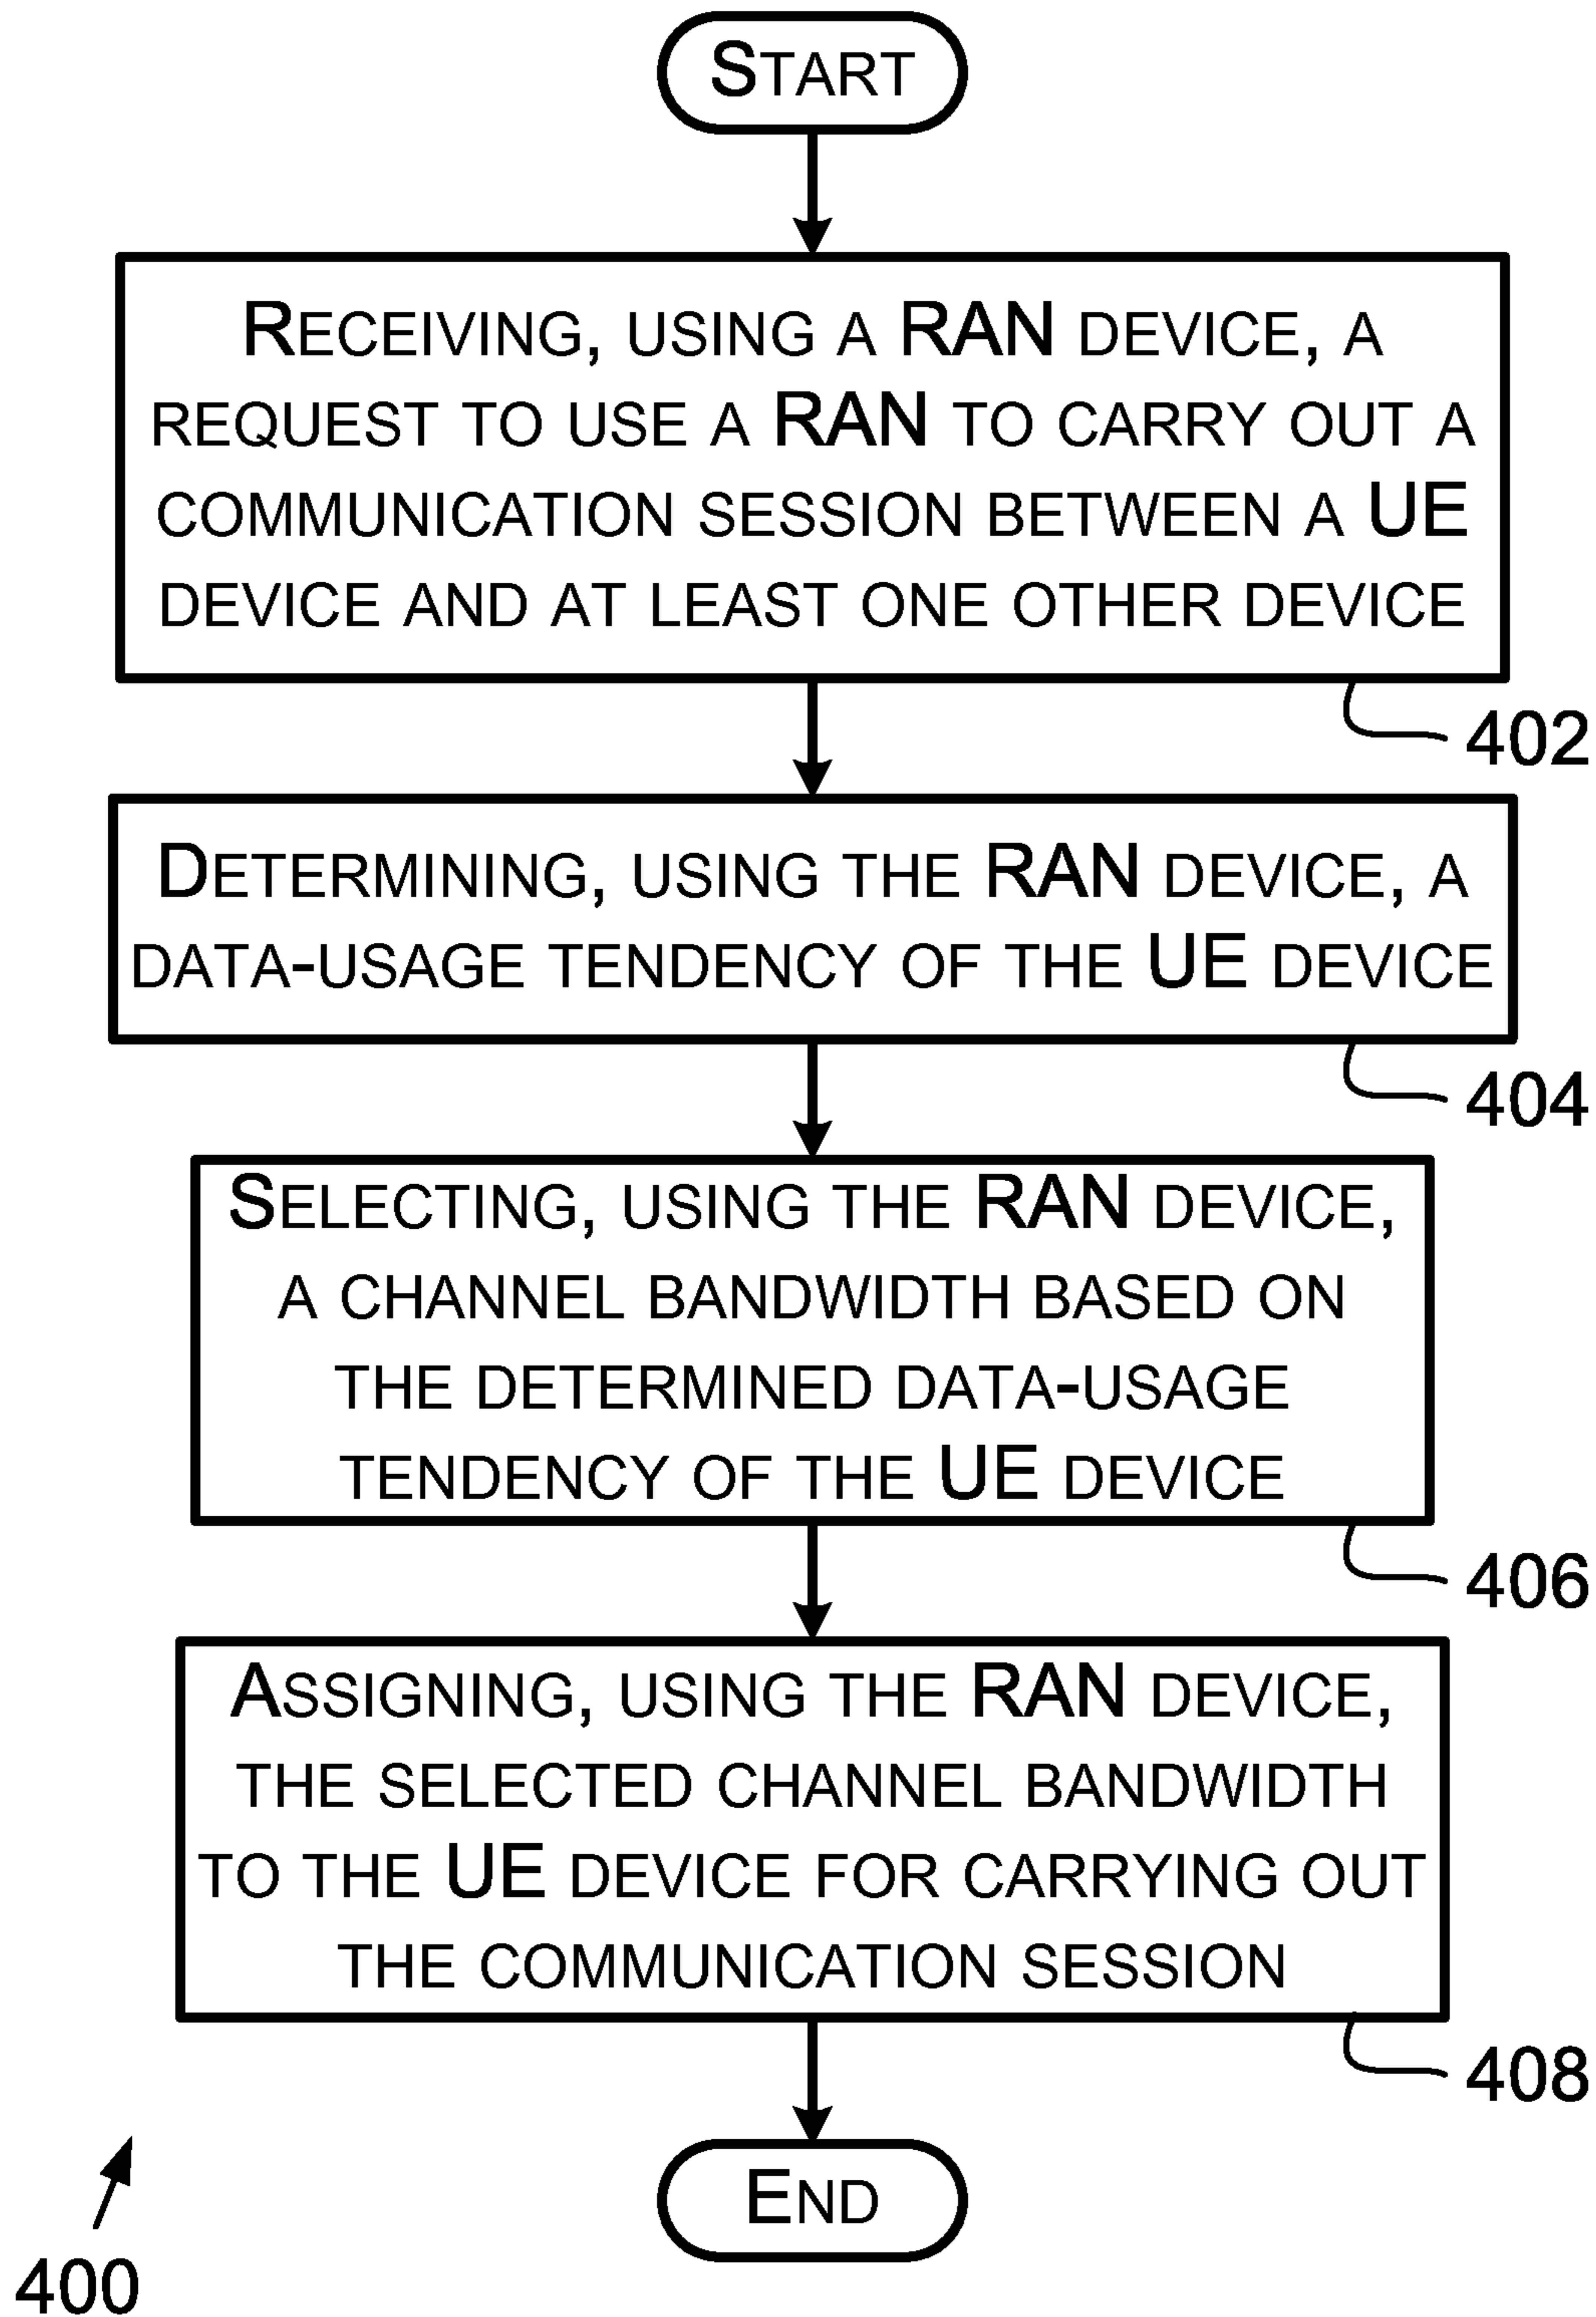 START
RECEIVING, USING A RAN DEVICE, A
REQUEST TO USE A RAN TO CARRY OUT A
COMMUNICATION SESSION BETWEEN A UE
DEVICE AND AT LEAST ONE OTHER DEVICE
402
DETERMINING, USING THE RAN DEVICE, A
DATA-USAGE TENDENCY OF THE UE DEVICE
404
SELECTING, USING THE RAN DEVICE,
A CHANNEL BANDWIDTH BASED ON
THE DETERMINED DATA-USAGE
TENDENCY OF THE UE DEVICE
406
ASSIGNING, USING THE RAN DEVICE,
THE SELECTED CHANNEL BANDWIDTH
TO THE UE DEVICE FOR CARRYING OUT
THE COMMUNICATION SESSION
408
END
400